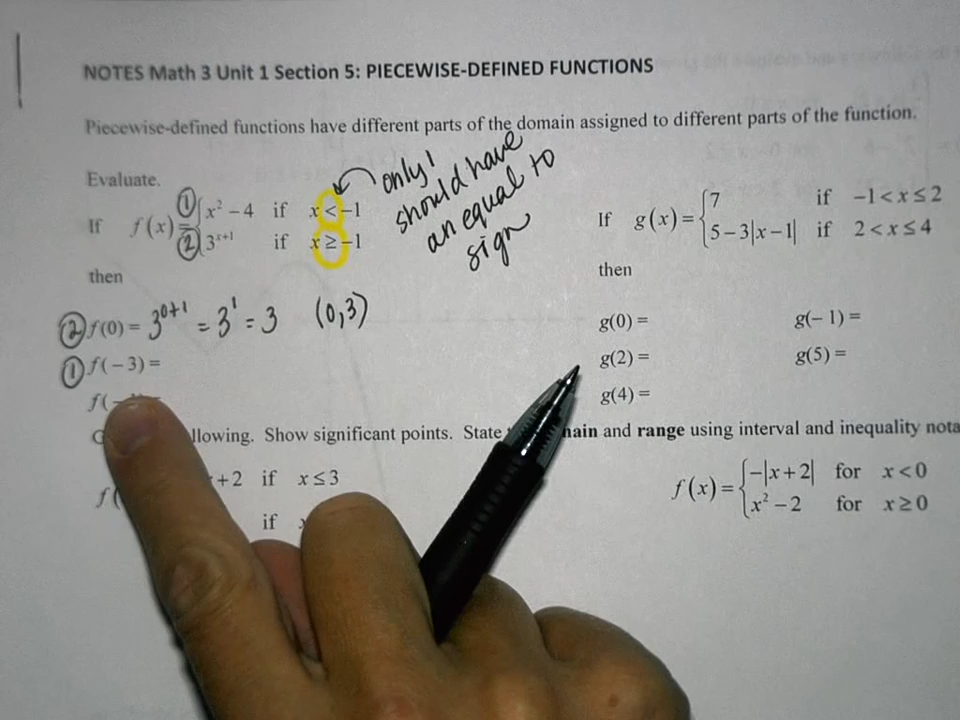 NOTES Math 3 Unit 1 Section 5: PIECEWISE-DEFINED FUNCTIONS
Piecewise-defined functions have different parts of the domain assigned to different parts of the function.
Evaluate.
If f(x) =
① x² − 4 if x < −1
② 3ˣ⁺¹ if x ≥ −1
only 1
should have
an equal to
sign
then
② f(0) = 3⁰⁺¹ = 3¹ = 3 (0,3)
① f(−3) =
f(−
If g(x) =
7 if −1 < x ≤ 2
5 − 3|x − 1| if 2 < x ≤ 4
then
g(0) = g(− 1) =
g(2) = g(5) =
g(4) =
llowing. Show significant points. State main and range using interval and inequality nota
f(
+ 2 if x ≤ 3
if
f(x) =
−|x + 2| for x < 0
x² − 2 for x ≥ 0